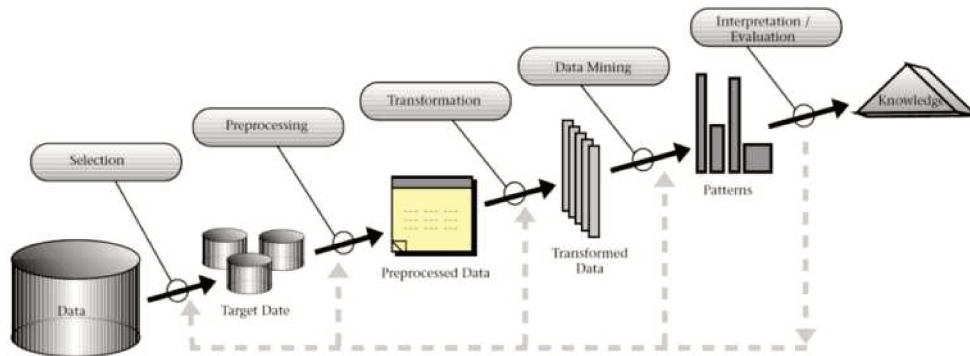 Interpretation /
Evaluation
Data Mining
Transformation
Preprocessing
Selection
Knowledge
Patterns
Transformed
Data
Preprocessed Data
Target Date
Data